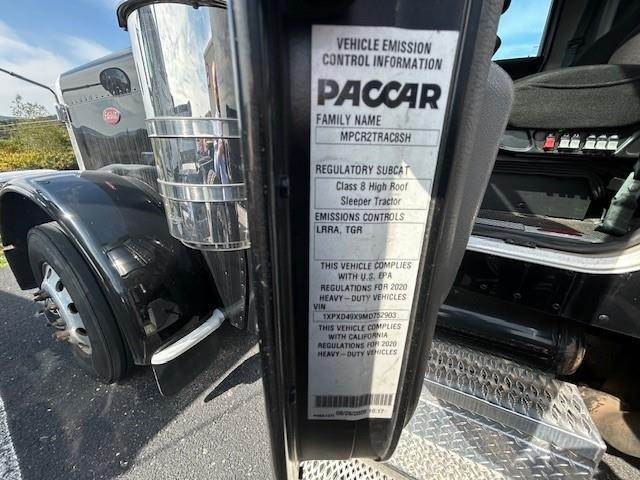 VEHICLE EMISSION
CONTROL INFORMATION
PACCAR
FAMILY NAME
MPCR2TRAC8SH
REGULATORY SUBCAT
Class 8 High Roof
Sleeper Tractor
EMISSIONS CONTROLS
LRRA, TGR
THIS VEHICLE COMPLIES
WITH U.S. EPA
REGULATIONS FOR 2020
HEAVY-DUTY VEHICLES
VIN
1XPXD49X9MD752903
THIS VEHICLE COMPLIES
WITH CALIFORNIA
REGULATIONS FOR 2020
HEAVY-DUTY VEHICLES